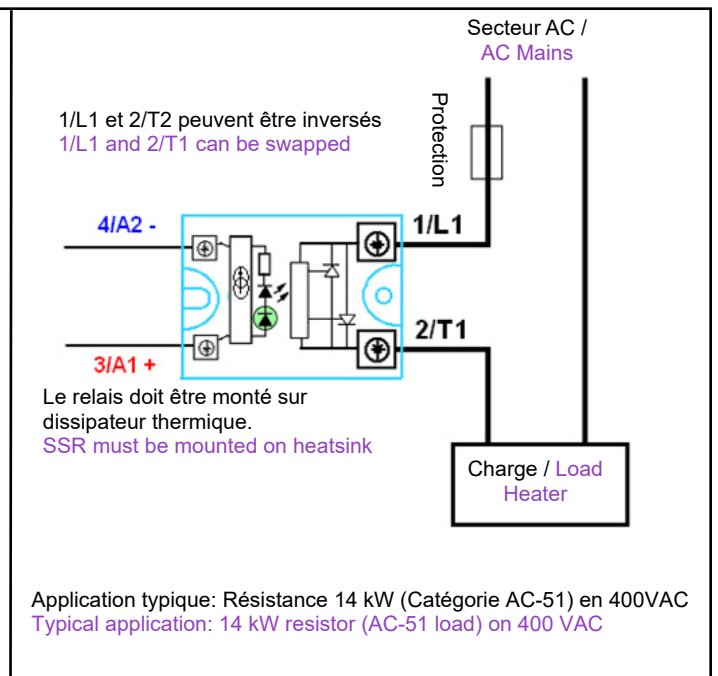 Secteur AC /
AC Mains
Protection
1/L1 et 2/T2 peuvent être inversés
1/L1 and 2/T1 can be swapped
4/A2 -
1/L1
2/T1
3/A1 +
Le relais doit être monté sur
dissipateur thermique.
SSR must be mounted on heatsink
Charge / Load
Heater
Application typique: Résistance 14 kW (Catégorie AC-51) en 400VAC
Typical application: 14 kW resistor (AC-51 load) on 400 VAC